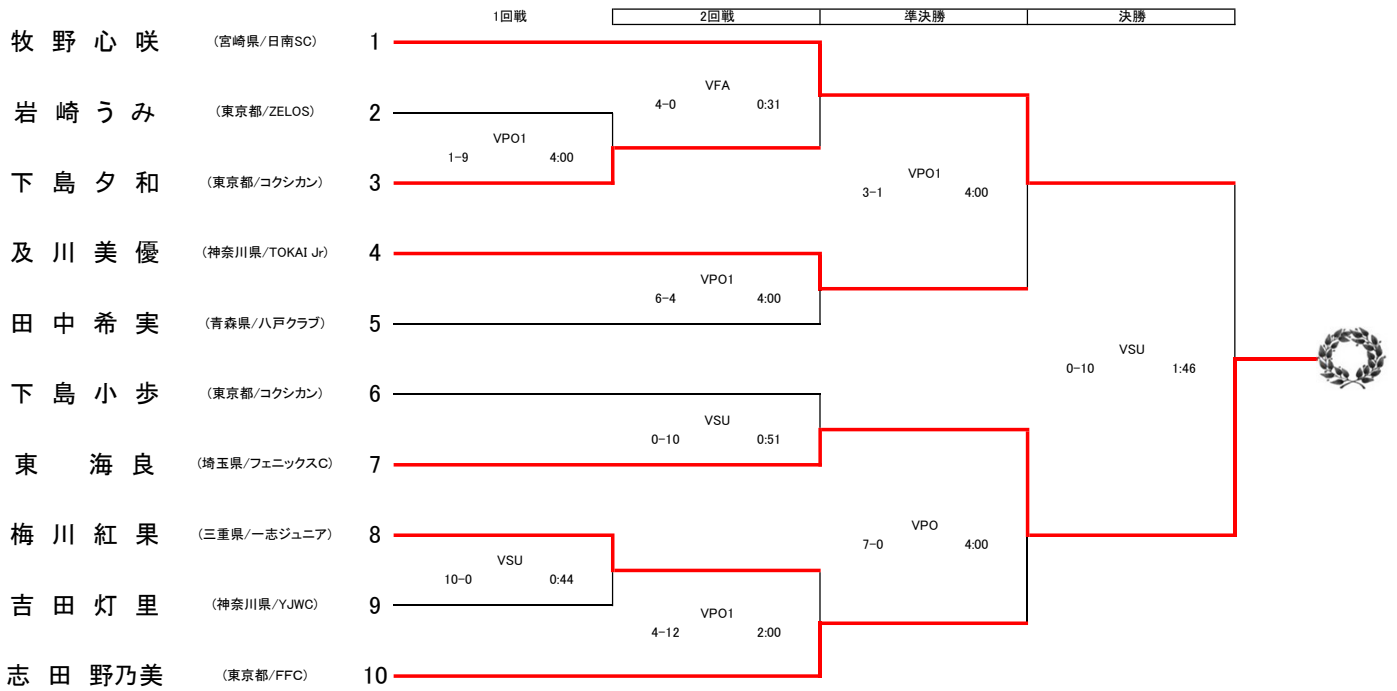 1回戦 2回戦 準決勝 決勝
牧野心咲 (宮崎県/日南SC) 1
VFA
4-0 0:31
岩崎うみ (東京都/ZELOS) 2
VPO1
1-9 4:00
下島夕和 (東京都/コクシカン) 3
VPO1
3-1 4:00
及川美優 (神奈川県/TOKAI Jr) 4
VPO1
6-4 4:00
田中希実 (青森県/八戸クラブ) 5
VSU
0-10 1:46
下島小歩 (東京都/コクシカン) 6
VSU
0-10 0:51
東 海良 (埼玉県/フェニックスC) 7
梅川紅果 (三重県/一志ジュニア) 8
VPO
7-0 4:00
VSU
10-0 0:44
吉田灯里 (神奈川県/YJWC) 9
VPO1
4-12 2:00
志田野乃美 (東京都/FFC) 10